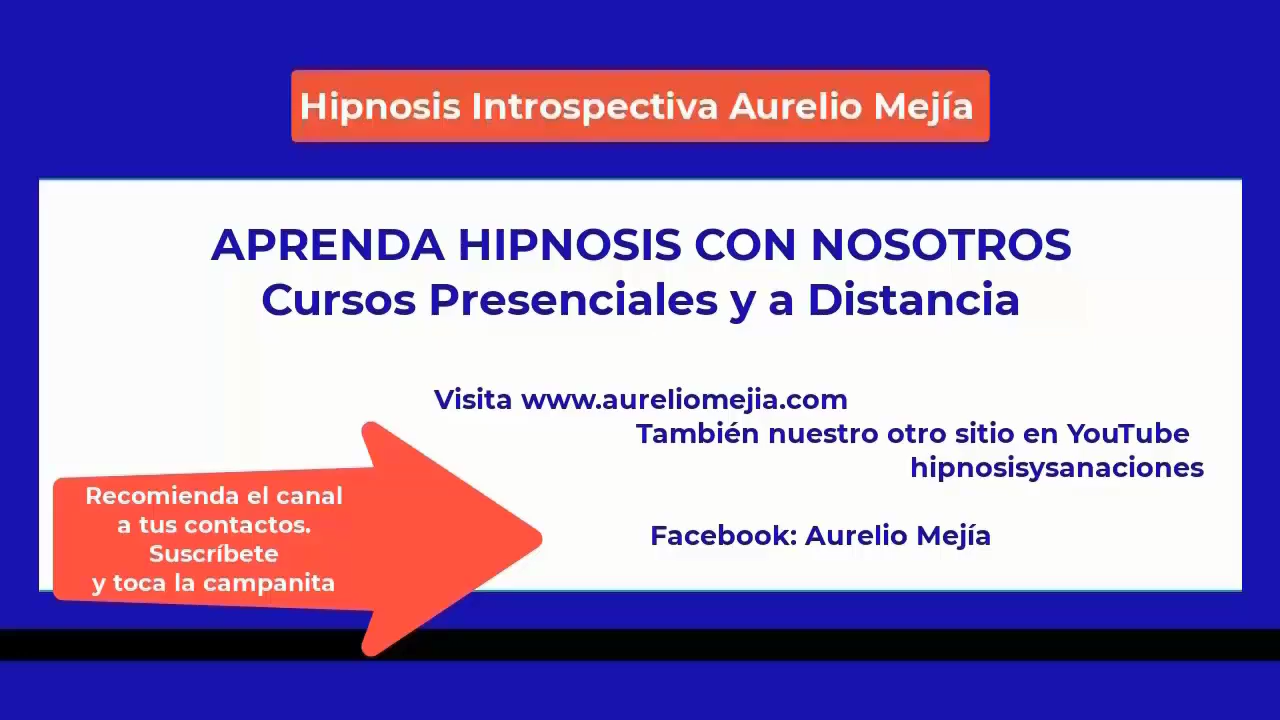 Hipnosis Introspectiva Aurelio Mejía
APRENDA HIPNOSIS CON NOSOTROS
Cursos Presenciales y a Distancia
Visita www.aureliomejia.com
También nuestro otro sitio en YouTube
hipnosisysanaciones
Facebook: Aurelio Mejía
Recomienda el canal
a tus contactos.
Suscríbete
y toca la campanita